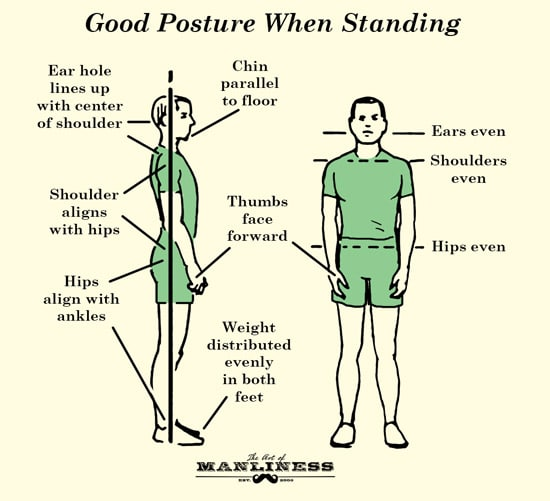 Good Posture When Standing
Ear hole
lines up
with center
of shoulder
Chin
parallel
to floor
Ears even
Shoulders
even
Shoulder
aligns
with hips
Thumbs
face
forward
Hips even
Hips
align with
ankles
Weight
distributed
evenly
in both
feet
The Art of
MANLINESS
EST. 2008